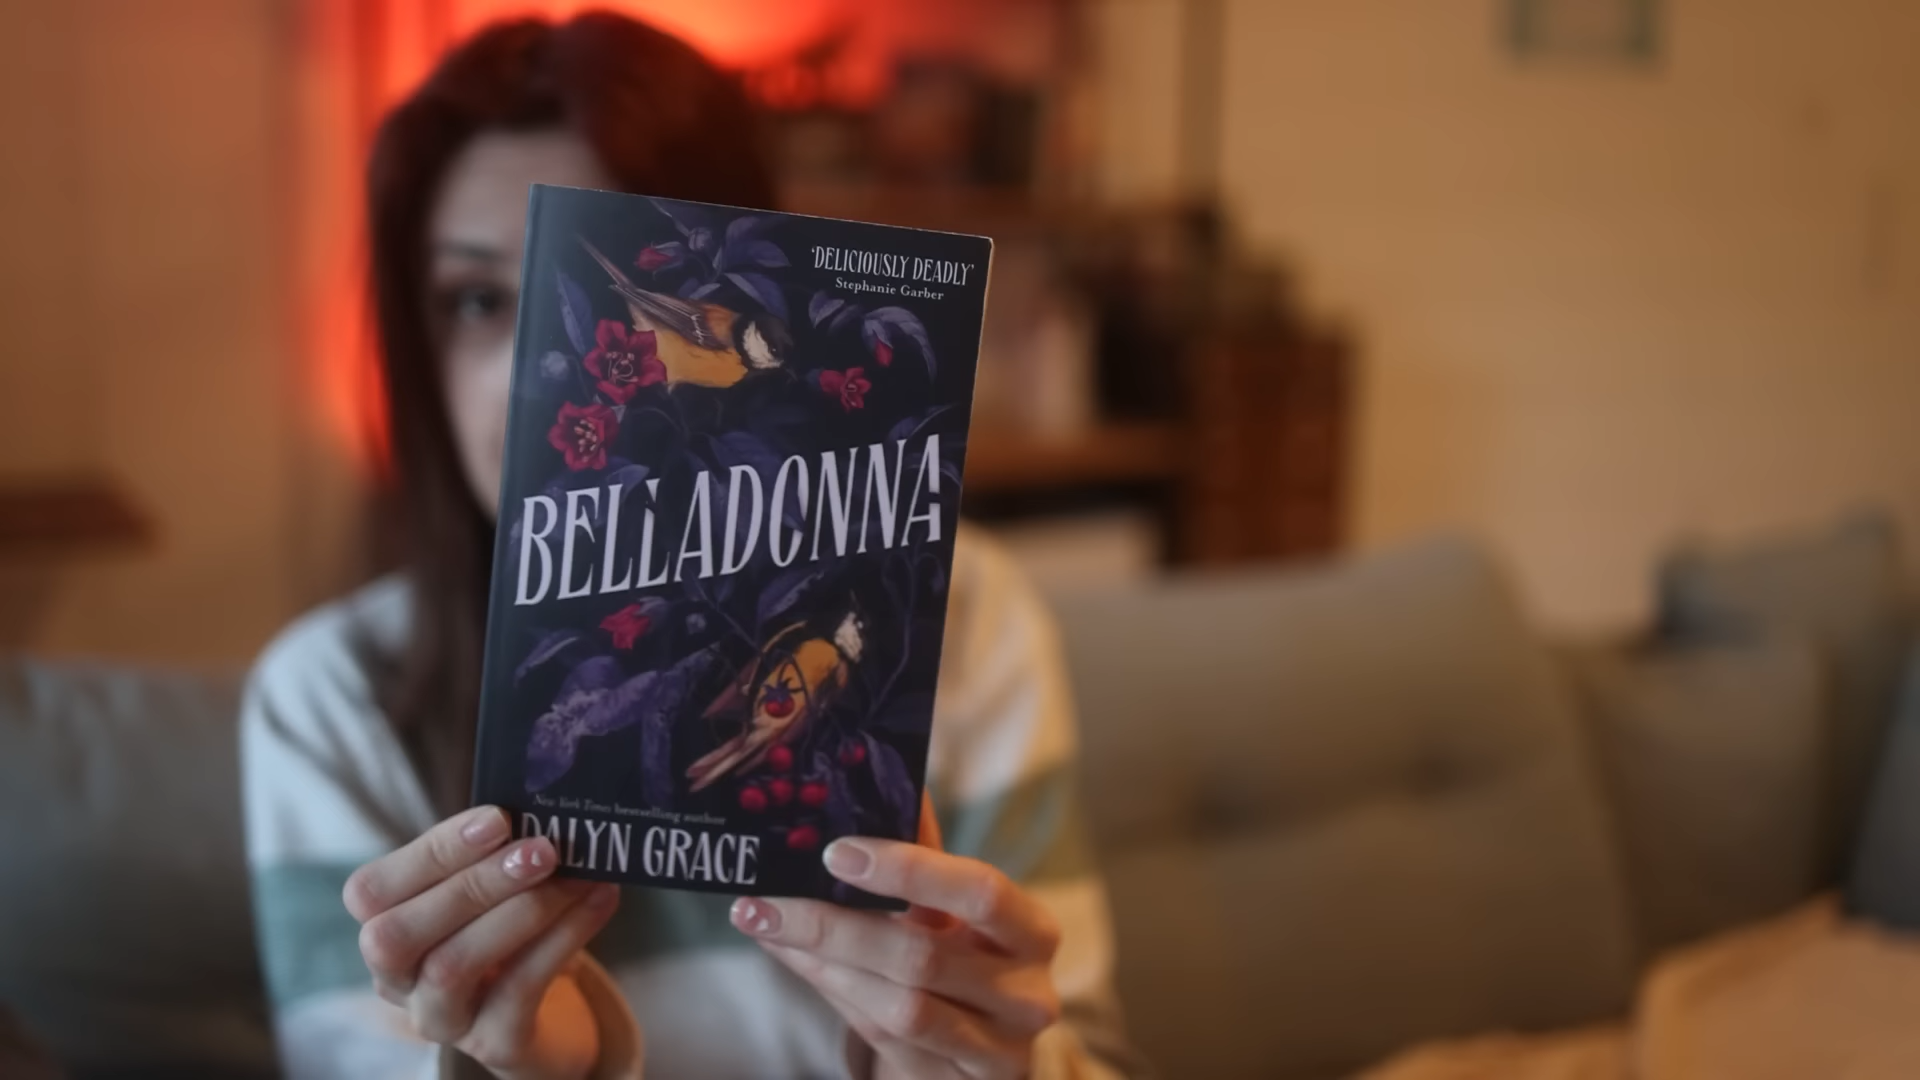 'DELICIOUSLY DEADLY'
Stephanie Garber
BELLADONNA
New York Times bestselling author
DALYN GRACE